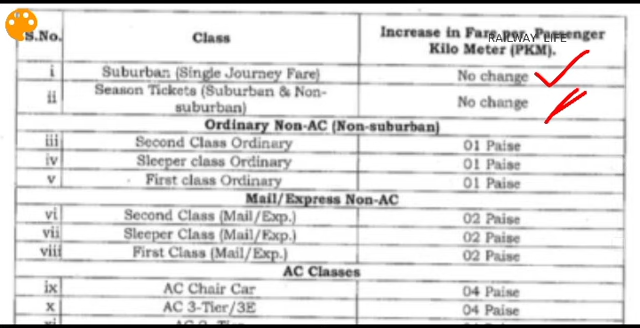 RAILWAY LIFE
S.No. Class Increase in Fare per Passenger
Kilo Meter (PKM).
i Suburban (Single Journey Fare) No change
ii Season Tickets (Suburban & Non-
suburban) No change
Ordinary Non-AC (Non-suburban)
iii Second Class Ordinary 01 Paise
iv Sleeper class Ordinary 01 Paise
v First class Ordinary 01 Paise
Mail/Express Non-AC
vi Second Class (Mail/Exp.) 02 Paise
vii Sleeper Class (Mail/Exp.) 02 Paise
viii First Class (Mail/Exp.) 02 Paise
AC Classes
ix AC Chair Car 04 Paise
x AC 3-Tier/3E 04 Paise